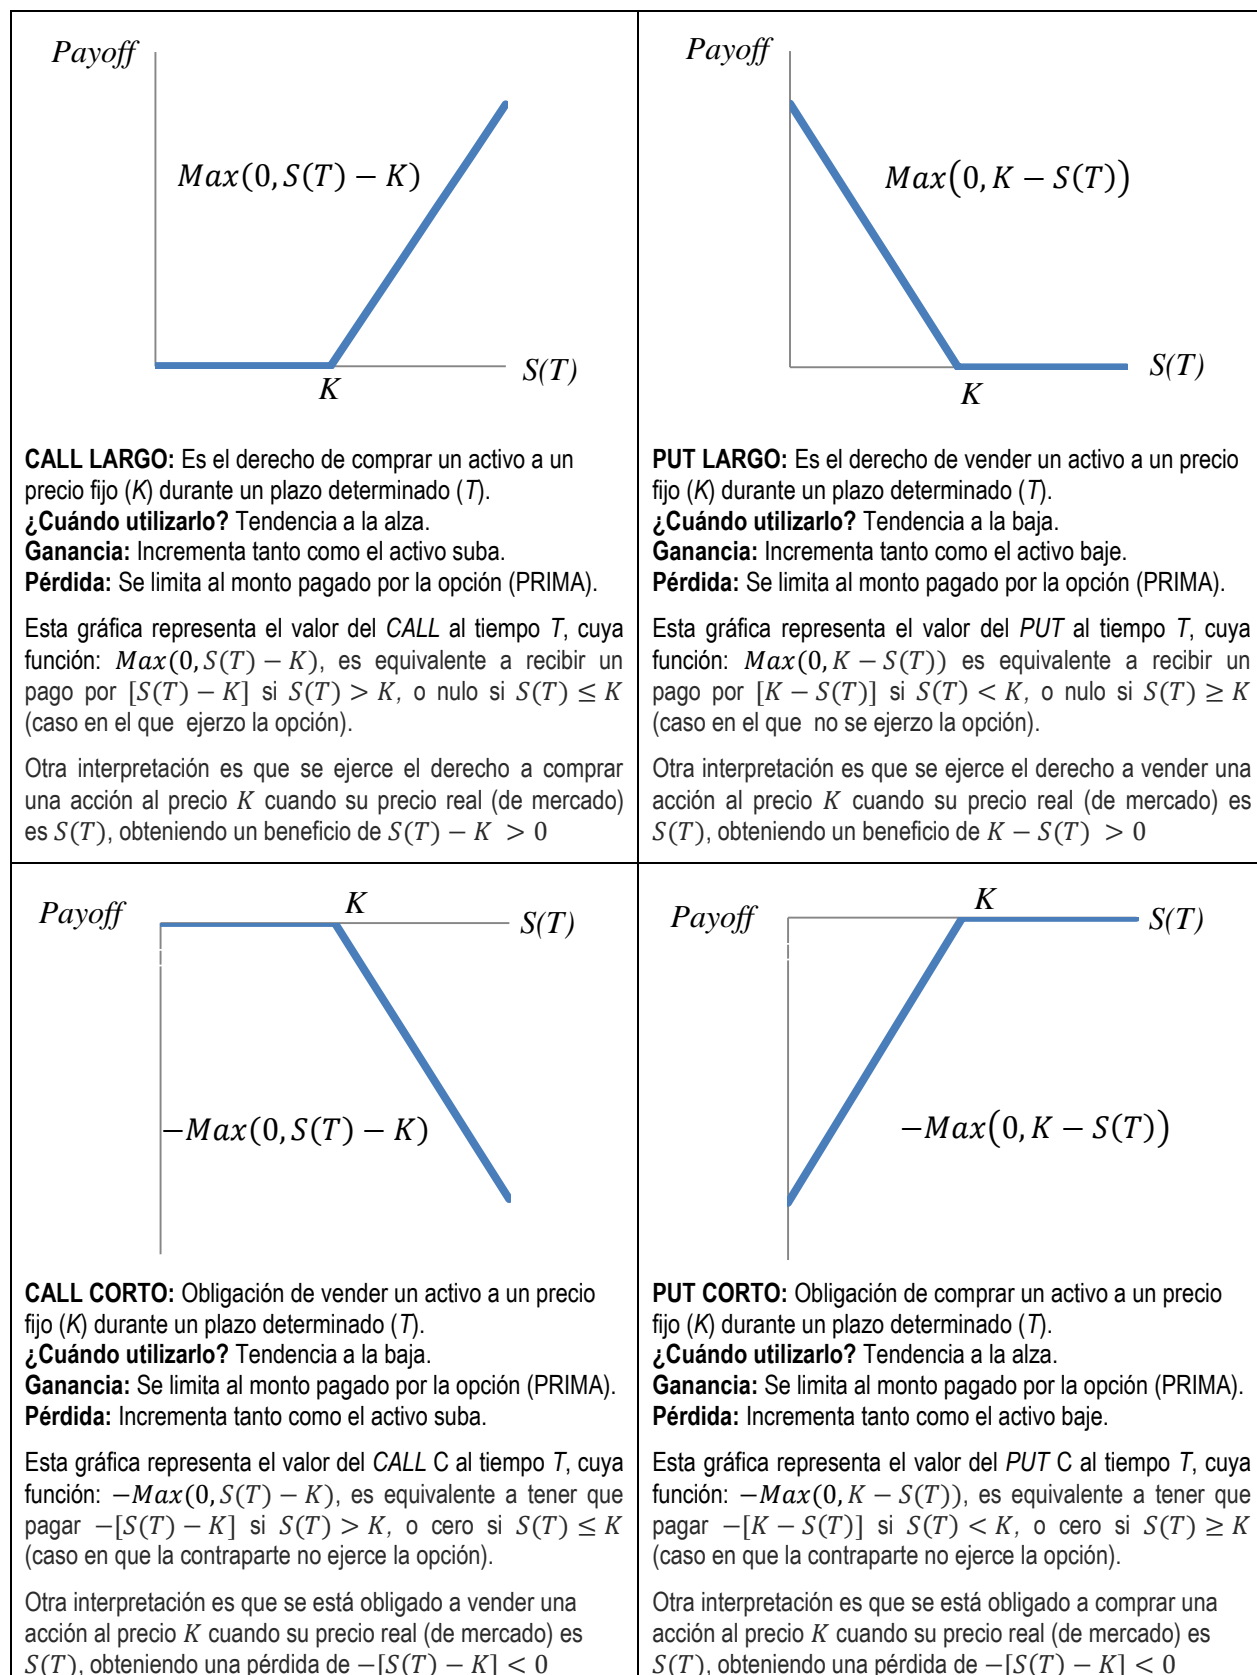 Payoff
Max(0, S(T) − K)
S(T)
K
CALL LARGO: Es el derecho de comprar un activo a un
precio fijo (K) durante un plazo determinado (T).
¿Cuándo utilizarlo? Tendencia a la alza.
Ganancia: Incrementa tanto como el activo suba.
Pérdida: Se limita al monto pagado por la opción (PRIMA).
Esta gráfica representa el valor del CALL al tiempo T, cuya
función: Max(0, S(T) − K), es equivalente a recibir un
pago por [S(T) − K] si S(T) > K, o nulo si S(T) ≤ K
(caso en el que ejerzo la opción).
Otra interpretación es que se ejerce el derecho a comprar
una acción al precio K cuando su precio real (de mercado)
es S(T), obteniendo un beneficio de S(T) − K > 0
Payoff
Max(0, K − S(T))
S(T)
K
PUT LARGO: Es el derecho de vender un activo a un precio
fijo (K) durante un plazo determinado (T).
¿Cuándo utilizarlo? Tendencia a la baja.
Ganancia: Incrementa tanto como el activo baje.
Pérdida: Se limita al monto pagado por la opción (PRIMA).
Esta gráfica representa el valor del PUT al tiempo T, cuya
función: Max(0, K − S(T)) es equivalente a recibir un
pago por [K − S(T)] si S(T) < K, o nulo si S(T) ≥ K
(caso en el que no se ejerzo la opción).
Otra interpretación es que se ejerce el derecho a vender una
acción al precio K cuando su precio real (de mercado) es
S(T), obteniendo un beneficio de K − S(T) > 0
Payoff
K
S(T)
−Max(0, S(T) − K)
CALL CORTO: Obligación de vender un activo a un precio
fijo (K) durante un plazo determinado (T).
¿Cuándo utilizarlo? Tendencia a la baja.
Ganancia: Se limita al monto pagado por la opción (PRIMA).
Pérdida: Incrementa tanto como el activo suba.
Esta gráfica representa el valor del CALL C al tiempo T, cuya
función: −Max(0, S(T) − K), es equivalente a tener que
pagar −[S(T) − K] si S(T) > K, o cero si S(T) ≤ K
(caso en que la contraparte no ejerce la opción).
Otra interpretación es que se está obligado a vender una
acción al precio K cuando su precio real (de mercado) es
S(T), obteniendo una pérdida de −[S(T) − K] < 0
Payoff
K
S(T)
−Max(0, K − S(T))
PUT CORTO: Obligación de comprar un activo a un precio
fijo (K) durante un plazo determinado (T).
¿Cuándo utilizarlo? Tendencia a la alza.
Ganancia: Se limita al monto pagado por la opción (PRIMA).
Pérdida: Incrementa tanto como el activo baje.
Esta gráfica representa el valor del PUT C al tiempo T, cuya
función: −Max(0, K − S(T)), es equivalente a tener que
pagar −[K − S(T)] si S(T) < K, o cero si S(T) ≥ K
(caso en que la contraparte no ejerce la opción).
Otra interpretación es que se está obligado a comprar una
acción al precio K cuando su precio real (de mercado) es
S(T), obteniendo una pérdida de −[S(T) − K] < 0